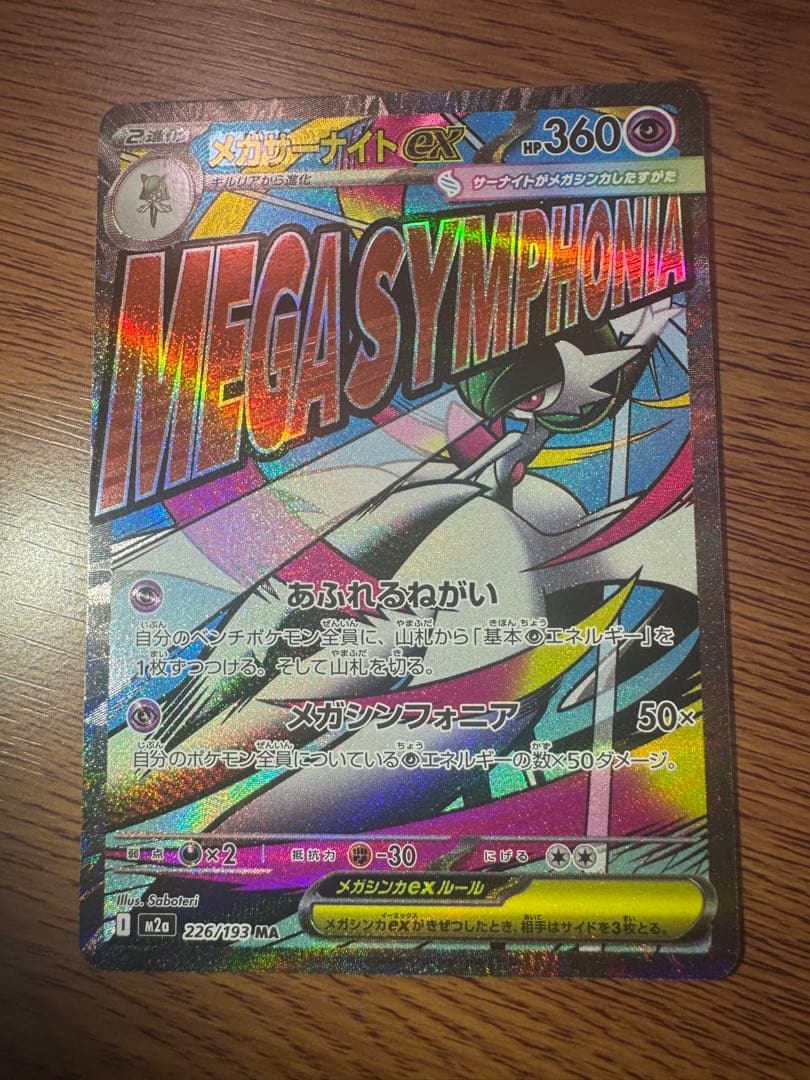 2進化
メガサーナイトex
HP360
キルリアから進化
サーナイトがメガシンカしたすがた
MEGA SYMPHONIA
あふれるねがい
自分のベンチポケモン全員に、山札から「基本エネルギー」を
1枚ずつつける。そして山札を切る。
メガシンフォニア 50×
自分のポケモン全員についているエネルギーの数×50ダメージ。
弱点 ×2 抵抗力 -30 にげる
メガシンカexルール
メガシンカexがきぜつしたとき、相手はサイドを3枚とる。
Illus. Saboteri
I m2a 226/193 MA